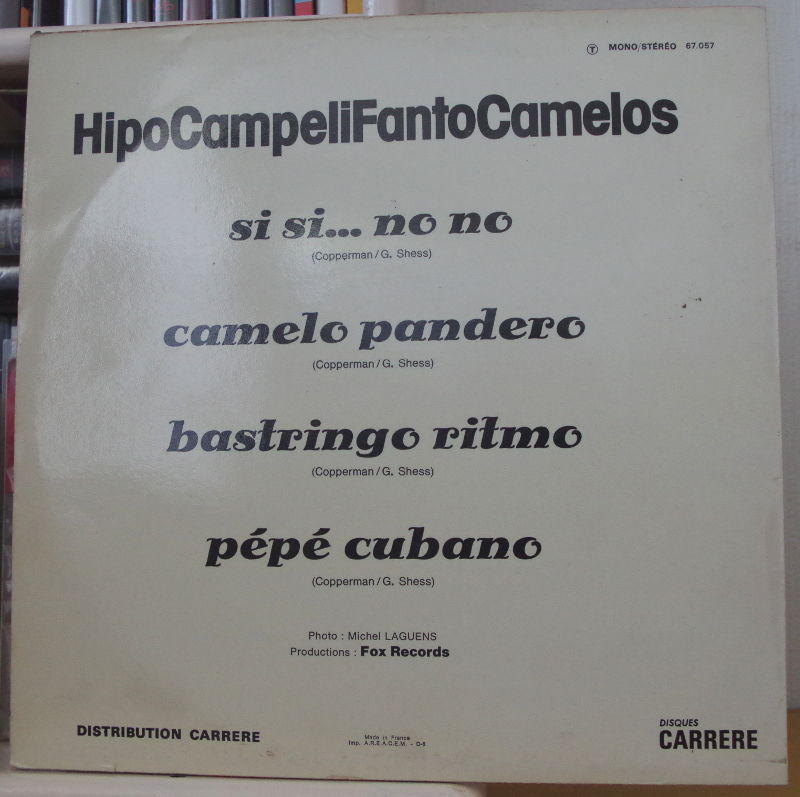 Ⓣ MONO/STÉRÉO 67.057
HipoCampeliFantoCamelos
si si... no no
(Copperman / G. Shess)
camelo pandero
(Copperman / G. Shess)
bastringo ritmo
(Copperman / G. Shess)
pépé cubano
(Copperman / G. Shess)
Photo : Michel LAGUENS
Productions : Fox Records
DISTRIBUTION CARRERE
Made in France
Imp. A.R.E.A.C.E.M. -
DISQUES
CARRERE